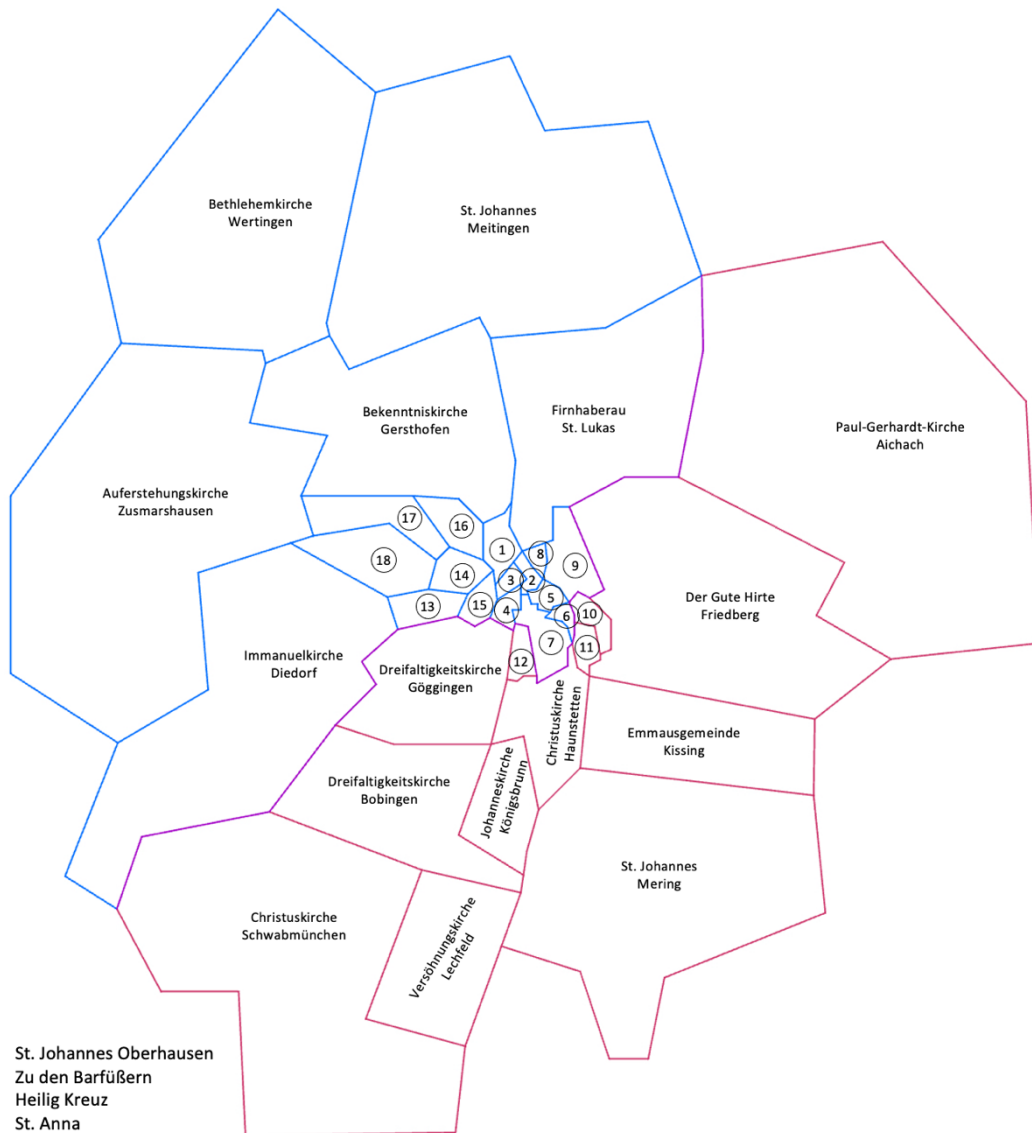 Bethlehemkirche
Wertingen
St. Johannes
Meitingen
Bekenntniskirche
Gersthofen
Firnhaberau
St. Lukas
Paul-Gerhardt-Kirche
Aichach
Auferstehungskirche
Zusmarshausen
17
16
18
1
8
9
14
3
2
13
15
4
5
6
10
7
11
12
Der Gute Hirte
Friedberg
Immanuelkirche
Diedorf
Dreifaltigkeitskirche
Göggingen
Christuskirche
Haunstetten
Emmausgemeinde
Kissing
Dreifaltigkeitskirche
Bobingen
Johanneskirche
Königsbrunn
St. Johannes
Mering
Christuskirche
Schwabmünchen
Versöhnungskirche
Lechfeld
St. Johannes Oberhausen
Zu den Barfüßern
Heilig Kreuz
St. Anna